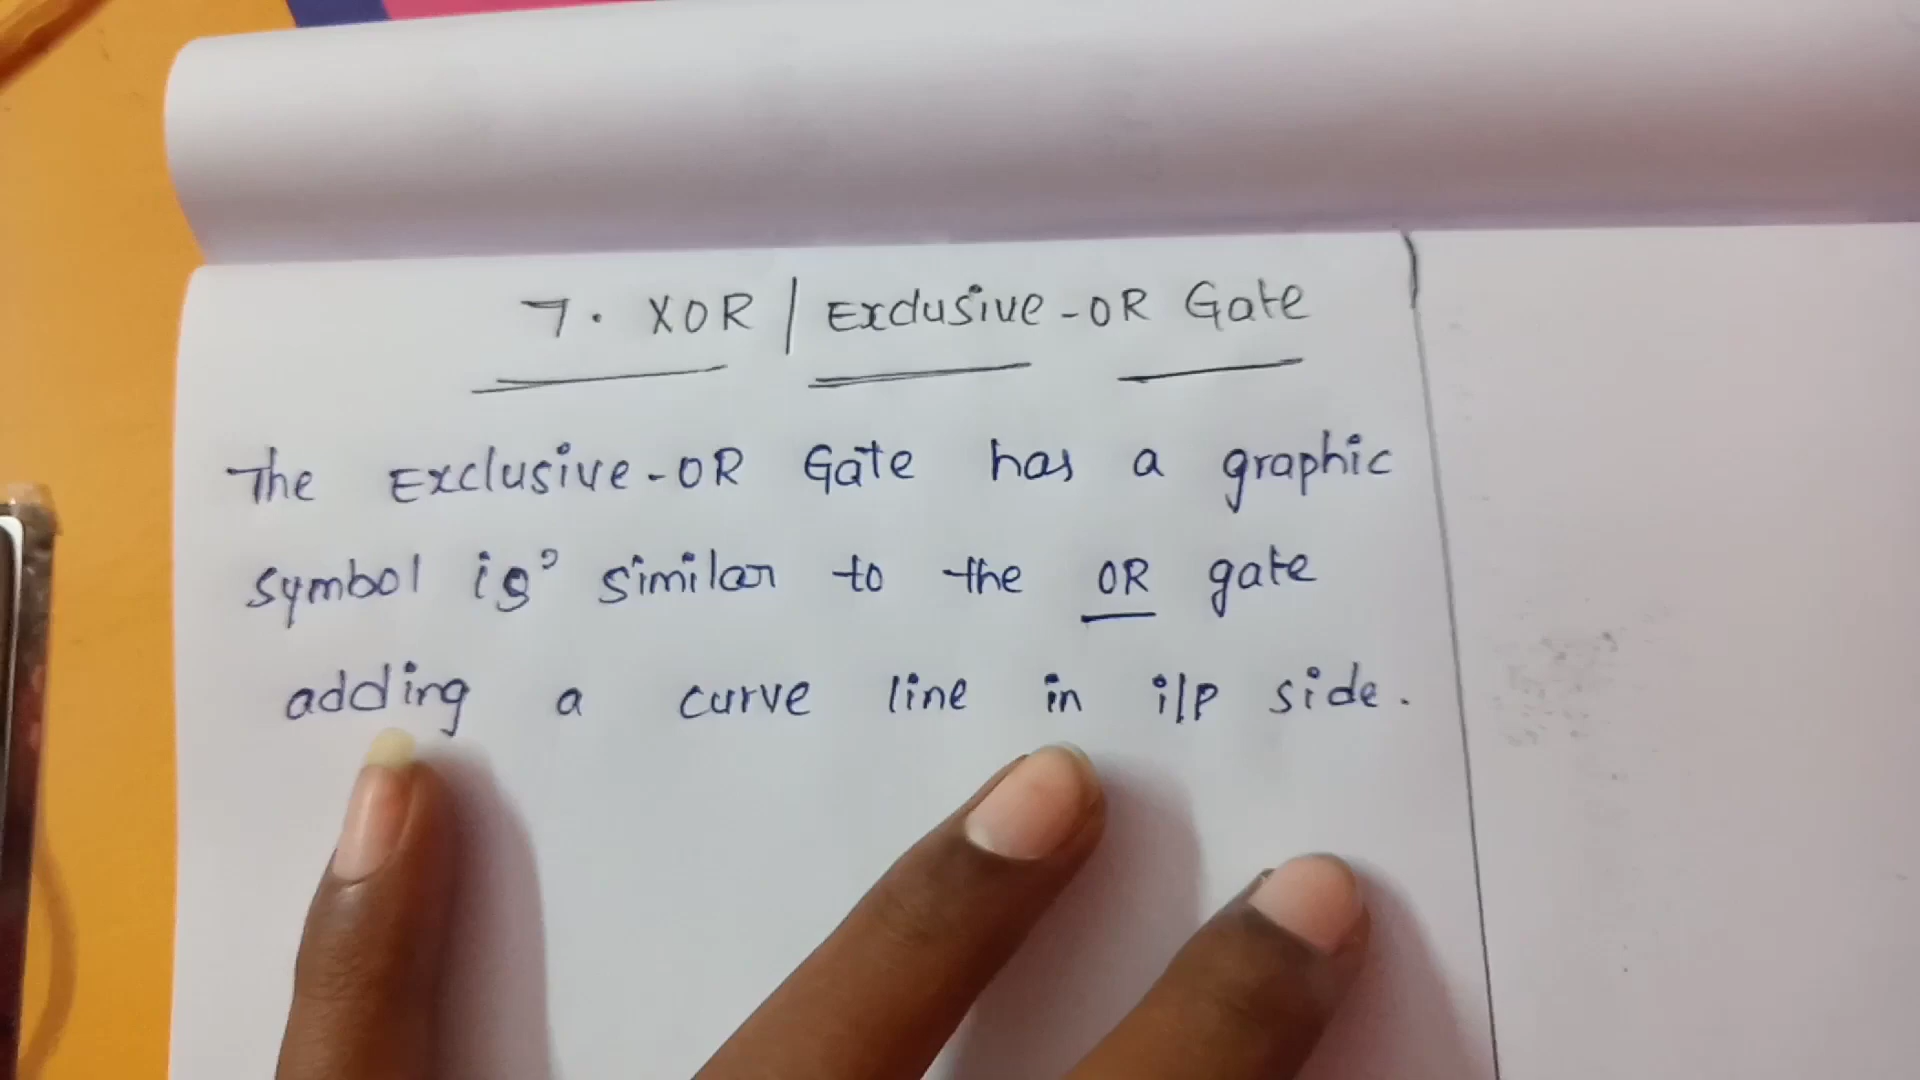 7. XOR | Exclusive-OR Gate
The Exclusive-OR Gate has a graphic
symbol is similar to the OR gate
adding a curve line in i/p side.